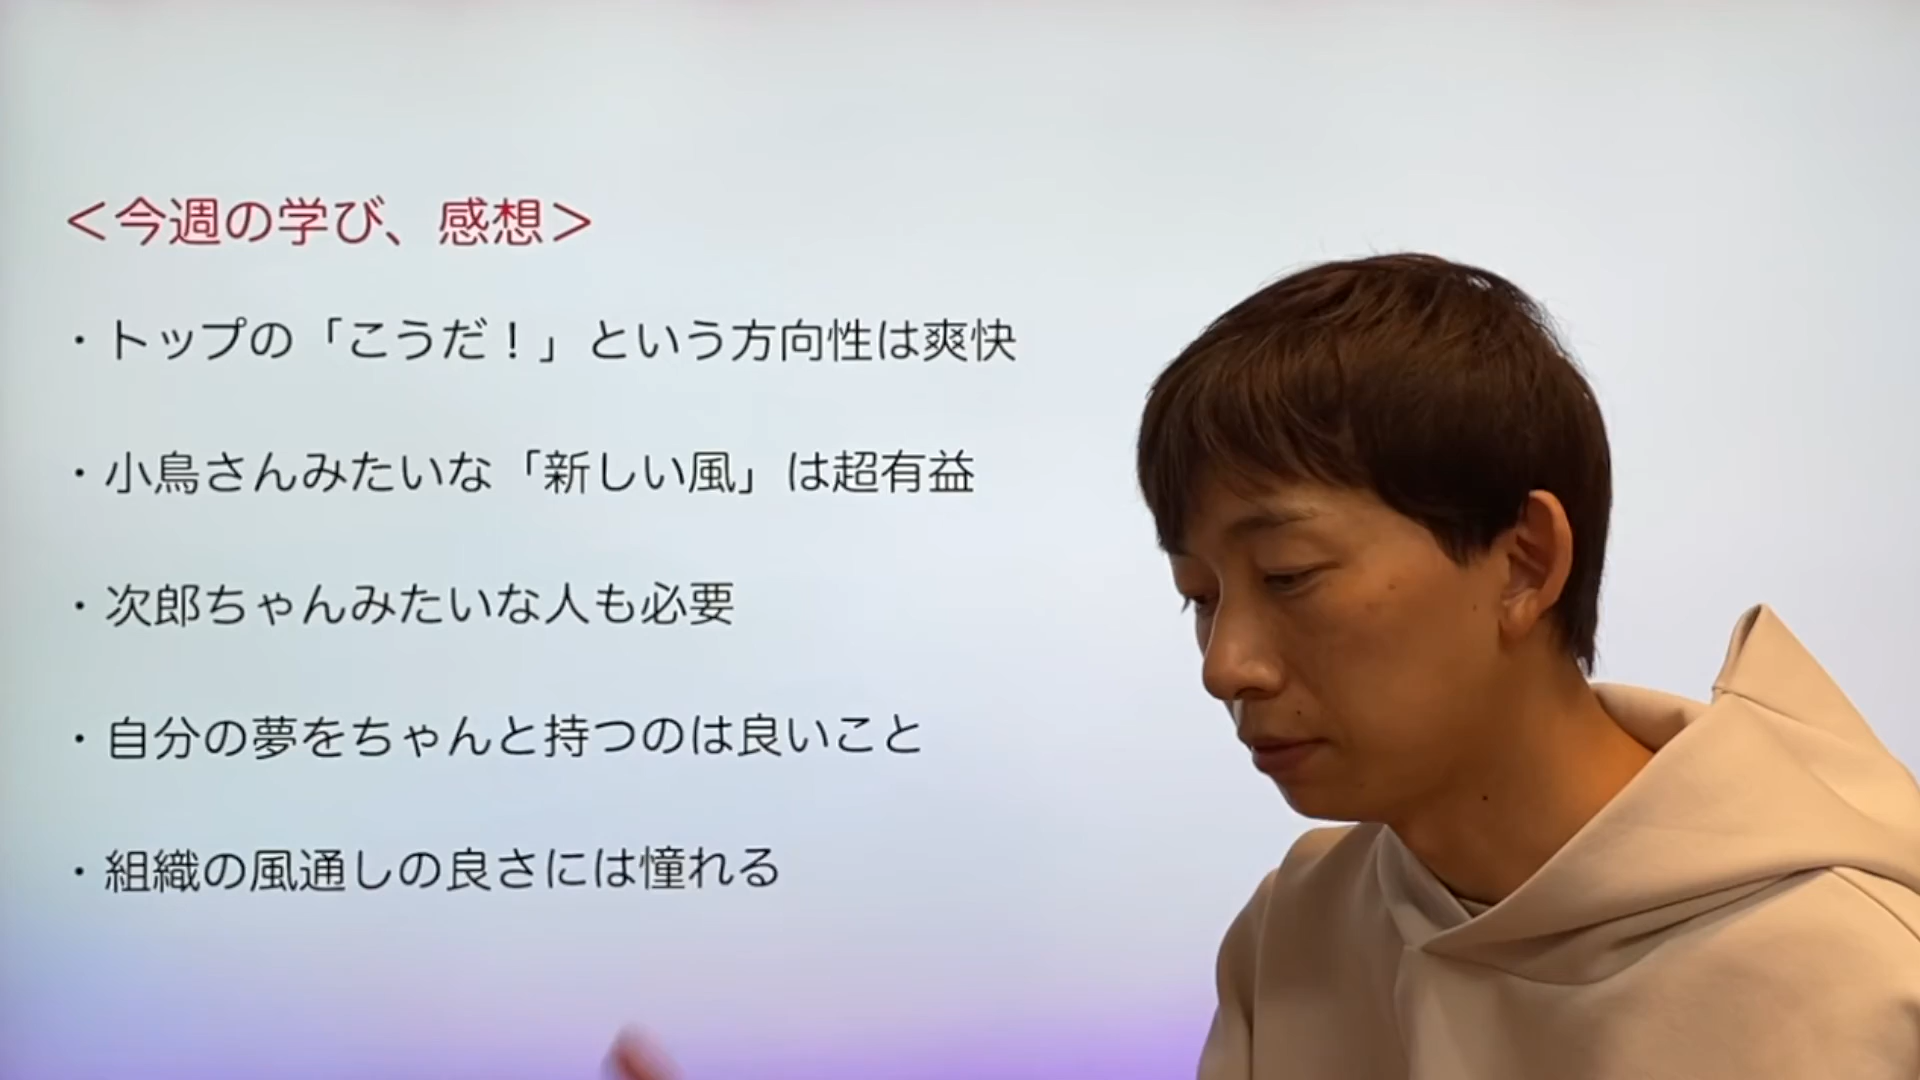 ＜今週の学び、感想＞
・トップの「こうだ！」という方向性は爽快
・小鳥さんみたいな「新しい風」は超有益
・次郎ちゃんみたいな人も必要
・自分の夢をちゃんと持つのは良いこと
・組織の風通しの良さには憧れる